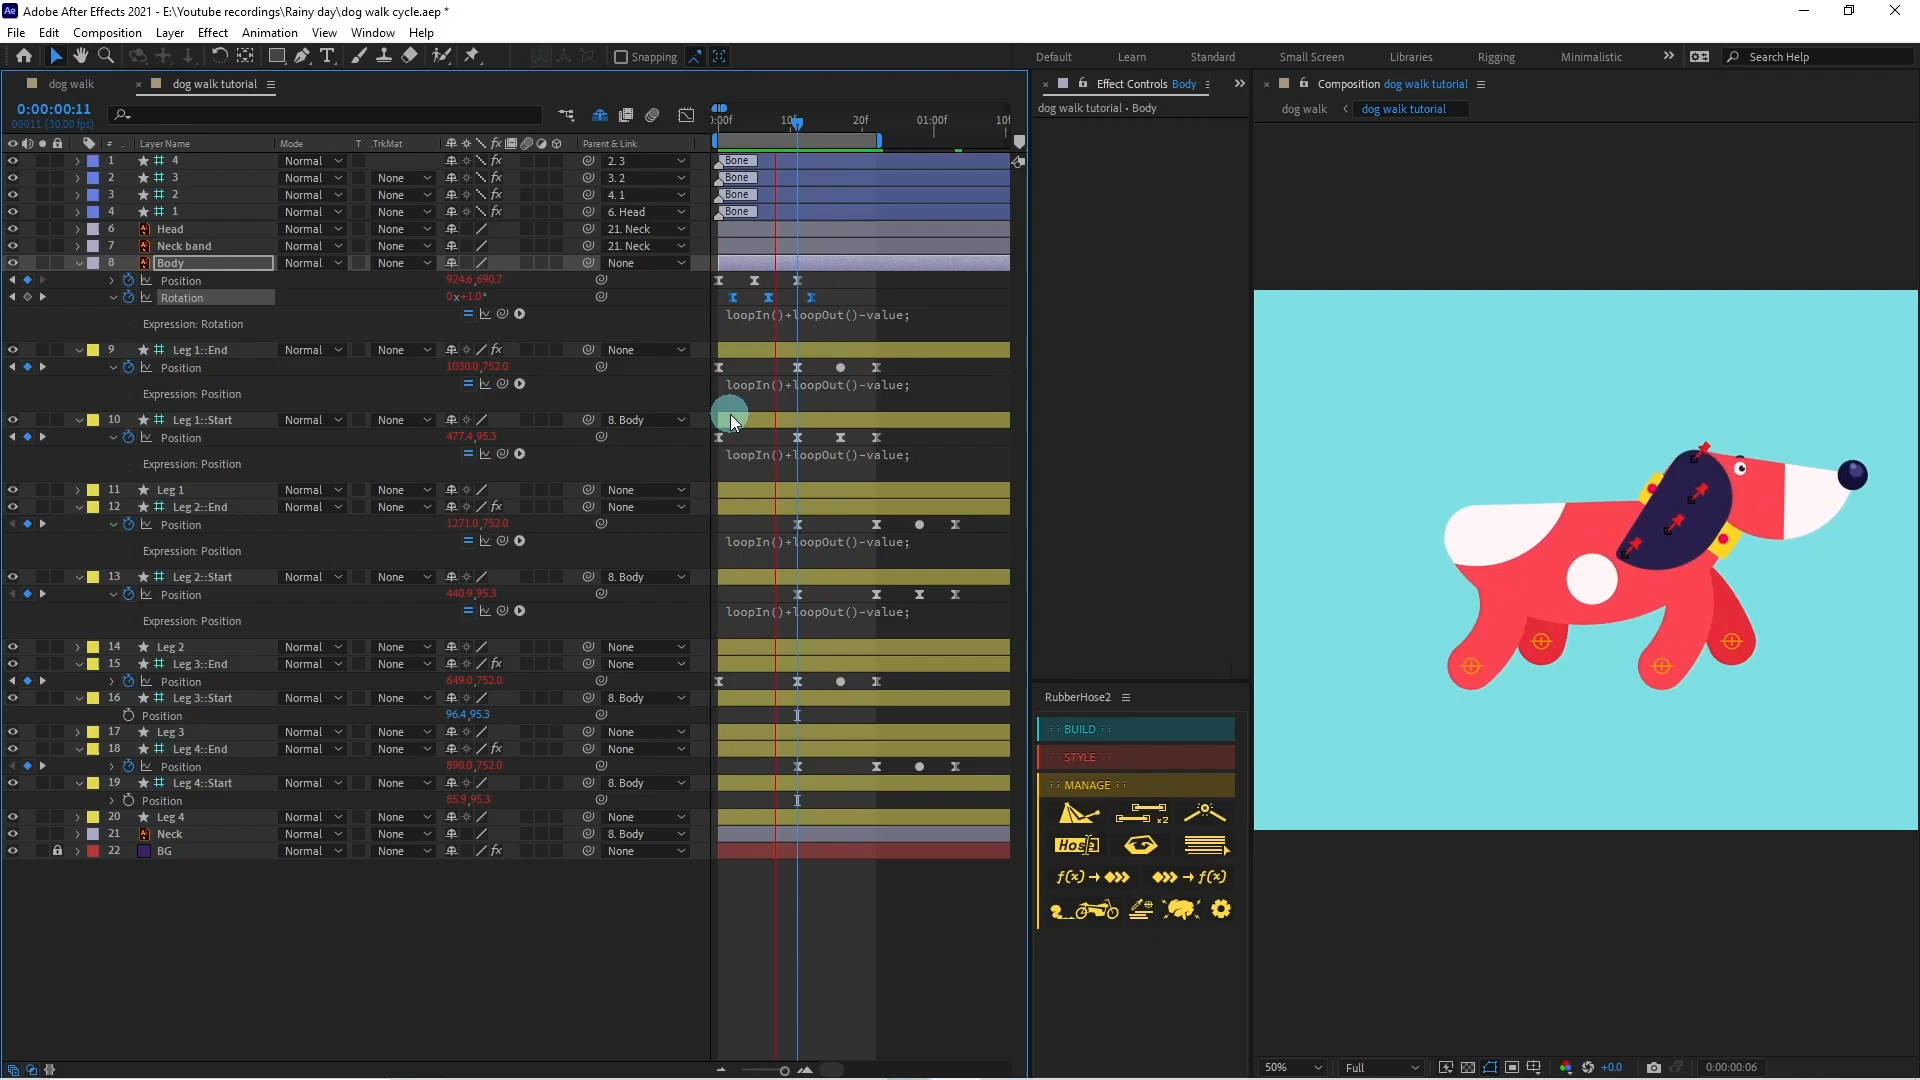 Ae Adobe After Effects 2021 - E:\Youtube recordings\Rainy day\dog walk cycle.aep *
File Edit Composition Layer Effect Animation View Window Help
Snapping Default Learn Standard Small Screen Libraries Rigging Minimalistic Search Help
dog walk dog walk tutorial
Effect Controls Body
Composition dog walk tutorial
0:00:00:11
00011 (30.00 fps)
dog walk tutorial • Body
dog walk dog walk tutorial
10f 20f 01:00f
# Layer Name Mode T .TrkMat fx Parent & Link
1 4 Normal fx 2. 3 Bone
2 3 Normal None fx 3. 2 Bone
3 2 Normal None fx 4. 1 Bone
4 1 Normal None fx 6. Head Bone
6 Head Normal None 21. Neck
7 Neck band Normal None 21. Neck
8 Body Normal None None
Position 924.6,690.7
Rotation 0x+1.0°
Expression: Rotation loopIn()+loopOut()-value;
9 Leg 1::End Normal None fx None
Position 1030.0,752.0
Expression: Position loopIn()+loopOut()-value;
10 Leg 1::Start Normal None 8. Body
Position 477.4,95.3
Expression: Position loopIn()+loopOut()-value;
11 Leg 1 Normal None None
12 Leg 2::End Normal None fx None
Position 1271.0,752.0
Expression: Position loopIn()+loopOut()-value;
13 Leg 2::Start Normal None 8. Body
Position 440.9,95.3
Expression: Position loopIn()+loopOut()-value;
14 Leg 2 Normal None None
15 Leg 3::End Normal None fx None
Position 649.0,752.0
16 Leg 3::Start Normal None 8. Body
Position 96.4,95.3
17 Leg 3 Normal None None
18 Leg 4::End Normal None fx None
Position 890.0,752.0
19 Leg 4::Start Normal None 8. Body
Position 85.9,95.3
20 Leg 4 Normal None None
21 Neck Normal None 8. Body
22 BG Normal None fx None
RubberHose2
:: BUILD ::
:: STYLE ::
:: MANAGE ::
x2
Hose
f(x)
f(x)
50% Full +0.0 0:00:00:06